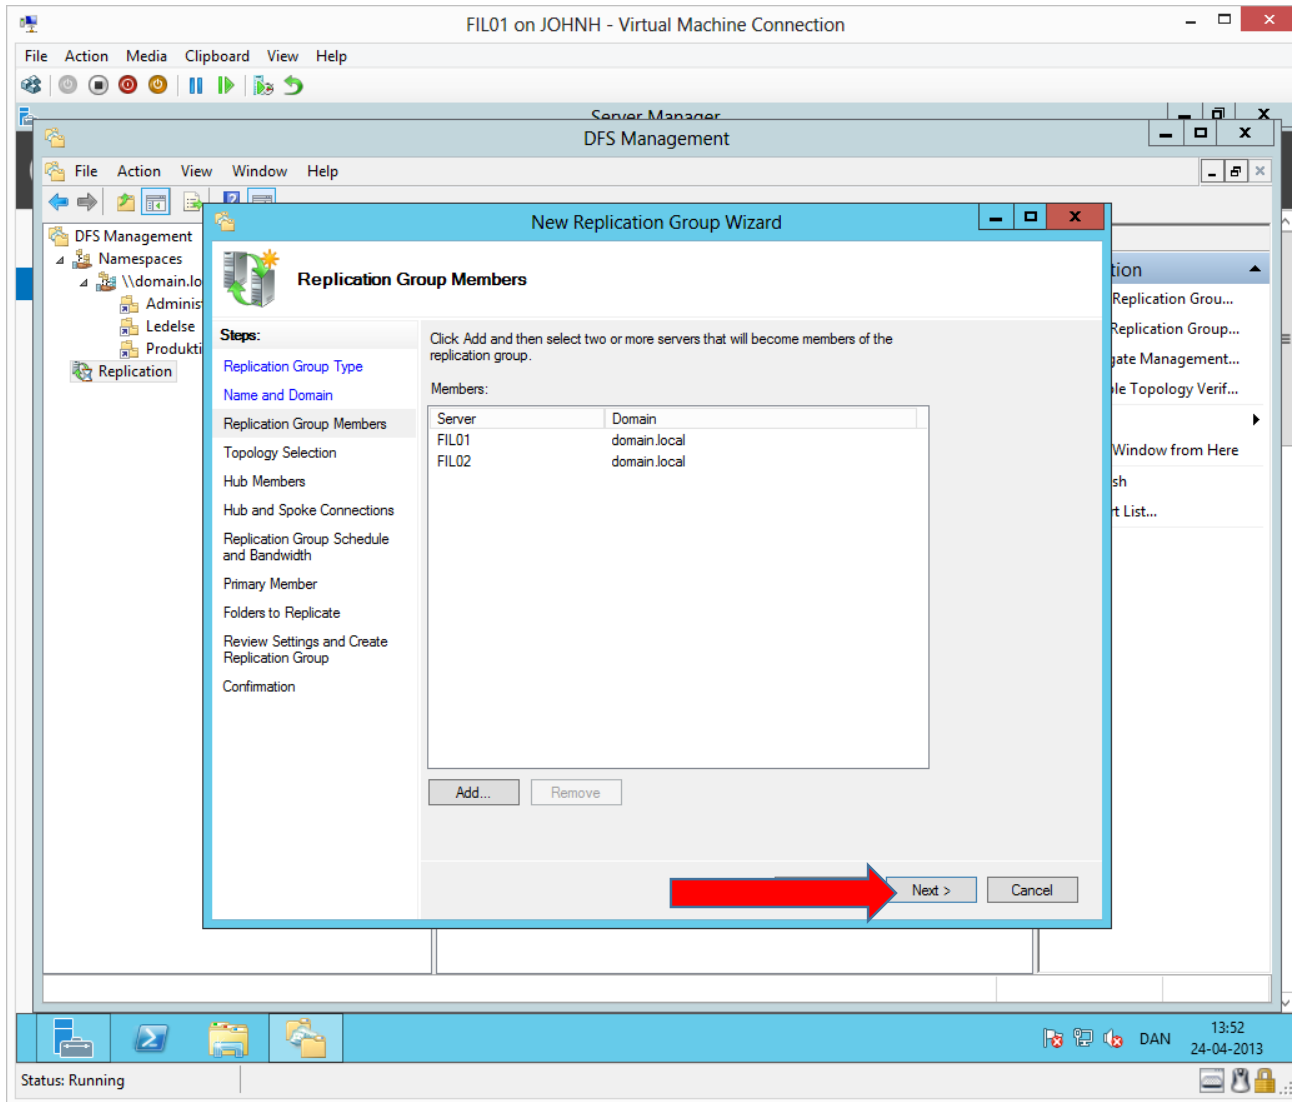 FIL01 on JOHNH - Virtual Machine Connection
File Action Media Clipboard View Help
Server Manager
DFS Management
File Action View Window Help
New Replication Group Wizard
DFS Management
Namespaces
\\domain.lo
Adminis
Ledelse
Produkti
Replication
Replication Group Members
Steps:
Replication Group Type
Name and Domain
Replication Group Members
Topology Selection
Hub Members
Hub and Spoke Connections
Replication Group Schedule
and Bandwidth
Primary Member
Folders to Replicate
Review Settings and Create
Replication Group
Confirmation
Click Add and then select two or more servers that will become members of the
replication group.
Members:
Server Domain
FIL01 domain.local
FIL02 domain.local
Add... Remove
Next > Cancel
tion
Replication Grou...
Replication Group...
gate Management...
le Topology Verif...
Window from Here
sh
t List...
DAN
13:52
24-04-2013
Status: Running